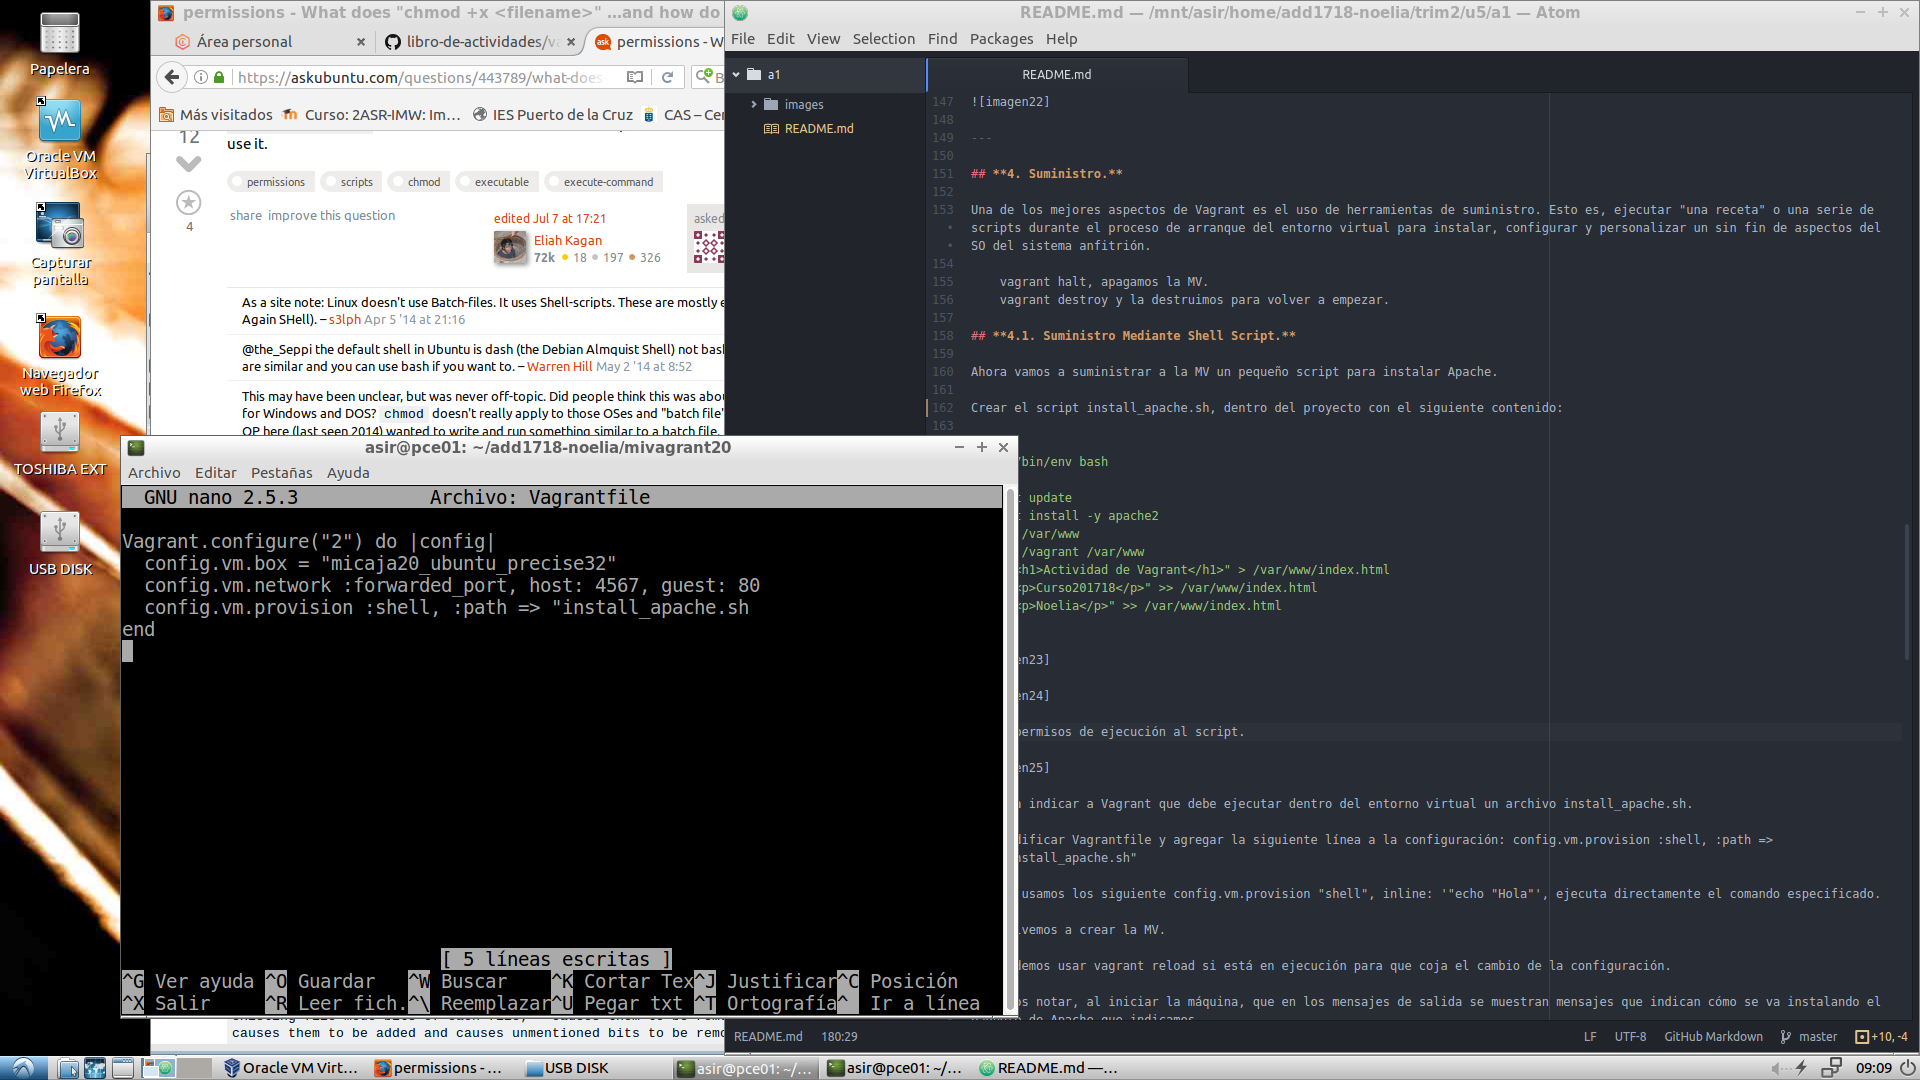 Papelera
Oracle VM
VirtualBox
Capturar
pantalla
Navegador
web Firefox
TOSHIBA EXT
USB DISK
permissions - What does "chmod +x <filename>" …and how do
Área personal
libro-de-actividades/va
permissions - W
https://askubuntu.com/questions/443789/what-does-
Más visitados
Curso: 2ASR-IMW: Im…
IES Puerto de la Cruz
CAS – Cen
12
use it.
permissions
scripts
chmod
executable
execute-command
4
share improve this question
edited Jul 7 at 17:21
Eliah Kagan
72k 18 197 326
asked
As a site note: Linux doesn't use Batch-files. It uses Shell-scripts. These are mostly e
Again SHell). – s3lph Apr 5 '14 at 21:16
@the_Seppi the default shell in Ubuntu is dash (the Debian Almquist Shell) not bas
are similar and you can use bash if you want to. – Warren Hill May 2 '14 at 8:52
This may have been unclear, but was never off-topic. Did people think this was abou
for Windows and DOS? chmod doesn't really apply to those OSes and "batch file"
OP here (last seen 2014) wanted to write and run something similar to a batch file.
causes them to be added and causes unmentioned bits to be remo
README.md — /mnt/asir/home/add1718-noelia/trim2/u5/a1 — Atom
File Edit View Selection Find Packages Help
a1
images
README.md
README.md
147 ![imagen22]
148
149 ---
150
151 ## **4. Suministro.**
152
153 Una de los mejores aspectos de Vagrant es el uso de herramientas de suministro. Esto es, ejecutar "una receta" o una serie de
scripts durante el proceso de arranque del entorno virtual para instalar, configurar y personalizar un sin fin de aspectos del
SO del sistema anfitrión.
154
155 vagrant halt, apagamos la MV.
156 vagrant destroy y la destruimos para volver a empezar.
157
158 ## **4.1. Suministro Mediante Shell Script.**
159
160 Ahora vamos a suministrar a la MV un pequeño script para instalar Apache.
161
162 Crear el script install_apache.sh, dentro del proyecto con el siguiente contenido:
163
/bin/env bash
update
install -y apache2
/var/www
/vagrant /var/www
<h1>Actividad de Vagrant</h1>" > /var/www/index.html
<p>Curso201718</p>" >> /var/www/index.html
<p>Noelia</p>" >> /var/www/index.html
en23]
en24]
permisos de ejecución al script.
en25]
indicar a Vagrant que debe ejecutar dentro del entorno virtual un archivo install_apache.sh.
dificar Vagrantfile y agregar la siguiente línea a la configuración: config.vm.provision :shell, :path =>
nstall_apache.sh"
usamos los siguiente config.vm.provision "shell", inline: '"echo "Hola"', ejecuta directamente el comando especificado.
lvemos a crear la MV.
demos usar vagrant reload si está en ejecución para que coja el cambio de la configuración.
os notar, al iniciar la máquina, que en los mensajes de salida se muestran mensajes que indican cómo se va instalando el
de Apache que indicamos
README.md 180:29
LF UTF-8 GitHub Markdown master +10, -4
asir@pce01: ~/add1718-noelia/mivagrant20
Archivo Editar Pestañas Ayuda
GNU nano 2.5.3 Archivo: Vagrantfile
Vagrant.configure("2") do |config|
config.vm.box = "micaja20_ubuntu_precise32"
config.vm.network :forwarded_port, host: 4567, guest: 80
config.vm.provision :shell, :path => "install_apache.sh
end
[ 5 líneas escritas ]
^G Ver ayuda ^O Guardar ^W Buscar ^K Cortar Tex^J Justificar^C Posición
^X Salir ^R Leer fich.^\ Reemplazar^U Pegar txt ^T Ortografía^_ Ir a línea
Oracle VM Virt…
permissions - …
USB DISK
asir@pce01: ~/…
asir@pce01: ~/…
README.md —…
09:09